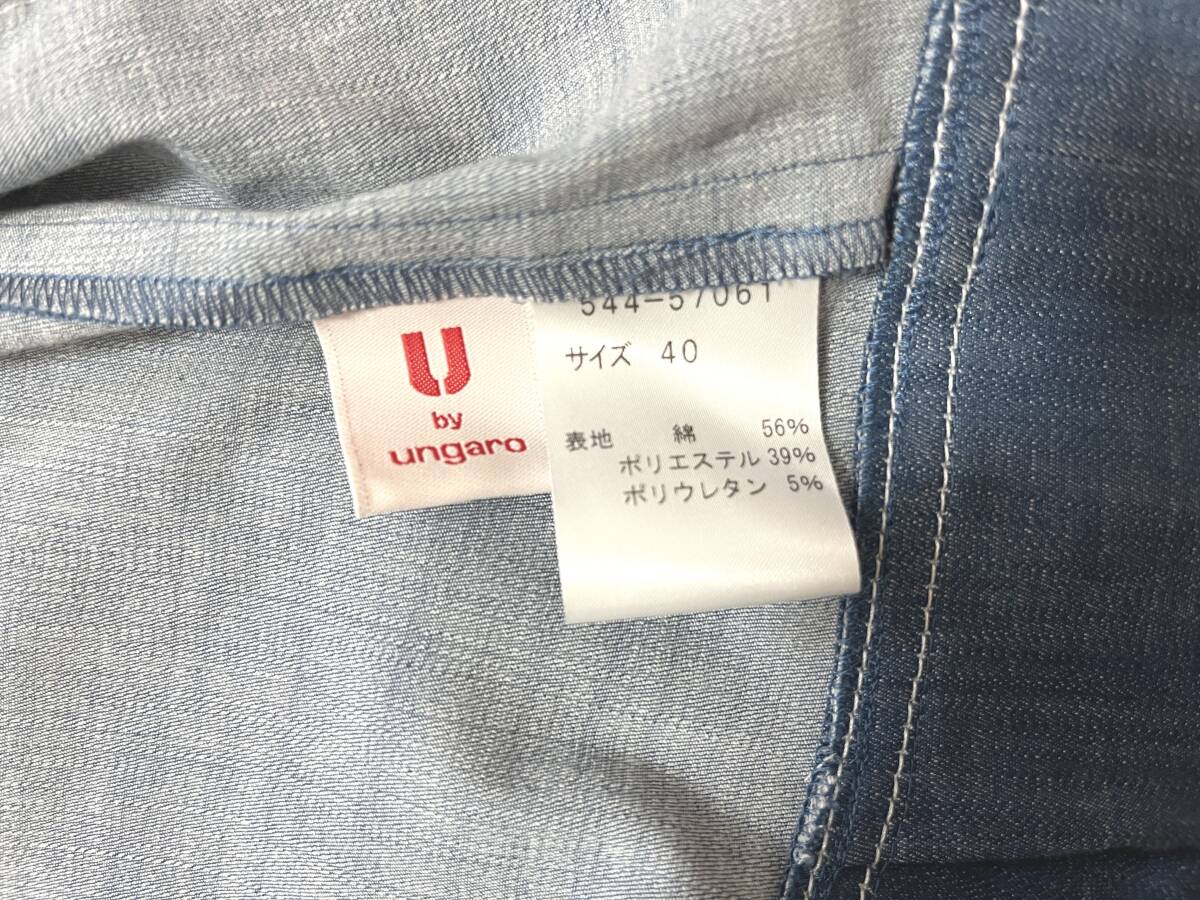 U
by
ungaro
544-57061
サイズ 40
表地 綿 56%
ポリエステル 39%
ポリウレタン 5%